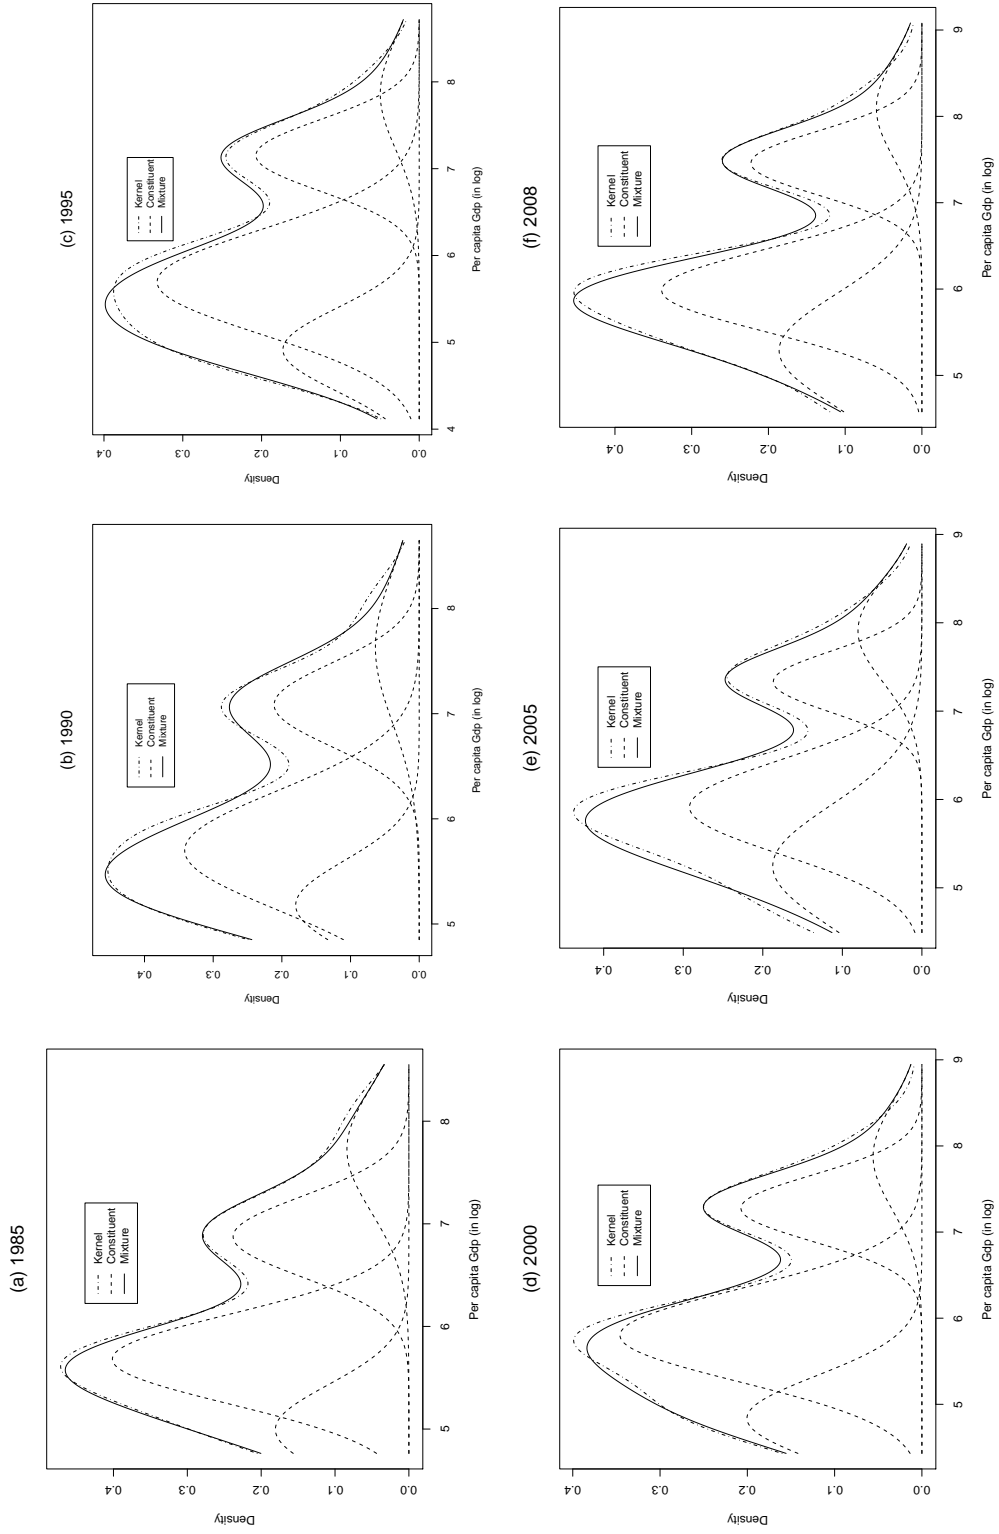 (a) 1985
Kernel
Constituent
Mixture
Density
0.0
0.1
0.2
0.3
0.4
5
6
7
8
Per capita Gdp (in log)
(b) 1990
Kernel
Constituent
Mixture
Density
0.0
0.1
0.2
0.3
0.4
5
6
7
8
Per capita Gdp (in log)
(c) 1995
Kernel
Constituent
Mixture
Density
0.0
0.1
0.2
0.3
0.4
4
5
6
7
8
Per capita Gdp (in log)
(d) 2000
Kernel
Constituent
Mixture
Density
0.0
0.1
0.2
0.3
0.4
5
6
7
8
9
Per capita Gdp (in log)
(e) 2005
Kernel
Constituent
Mixture
Density
0.0
0.1
0.2
0.3
0.4
5
6
7
8
9
Per capita Gdp (in log)
(f) 2008
Kernel
Constituent
Mixture
Density
0.0
0.1
0.2
0.3
0.4
5
6
7
8
9
Per capita Gdp (in log)